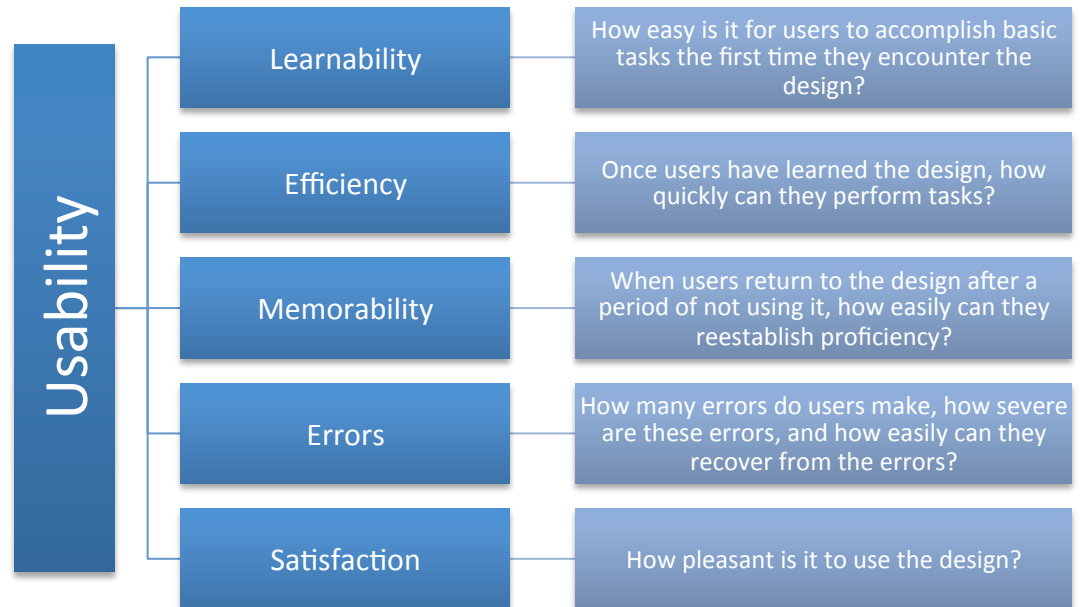 Usability
Learnability
How easy is it for users to accomplish basic
tasks the first time they encounter the
design?
Efficiency
Once users have learned the design, how
quickly can they perform tasks?
Memorability
When users return to the design after a
period of not using it, how easily can they
reestablish proficiency?
Errors
How many errors do users make, how severe
are these errors, and how easily can they
recover from the errors?
Satisfaction
How pleasant is it to use the design?